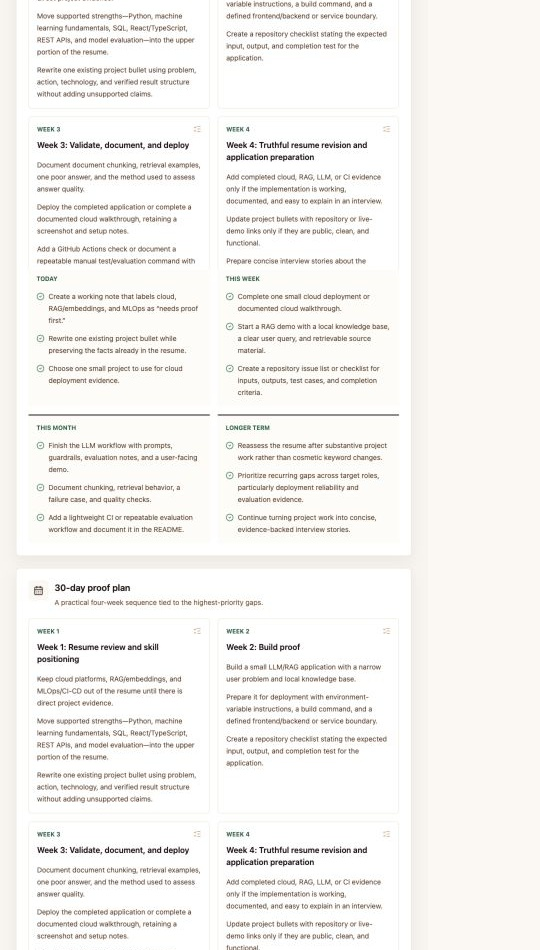 Move supported strengths—Python, machine
learning fundamentals, SQL, React/TypeScript,
REST APIs, and model evaluation—into the upper
portion of the resume.
Rewrite one existing project bullet using problem,
action, technology, and verified result structure
without adding unsupported claims.
variable instructions, a build command, and a
defined frontend/backend or service boundary.
Create a repository checklist stating the expected
input, output, and completion test for the
application.
WEEK 3
Week 3: Validate, document, and deploy
Document document chunking, retrieval examples,
one poor answer, and the method used to assess
answer quality.
Deploy the completed application or complete a
documented cloud walkthrough, retaining a
screenshot and setup notes.
Add a GitHub Actions check or document a
repeatable manual test/evaluation command with
WEEK 4
Week 4: Truthful resume revision and
application preparation
Add completed cloud, RAG, LLM, or CI evidence
only if the implementation is working,
documented, and easy to explain in an interview.
Update project bullets with repository or live-
demo links only if they are public, clean, and
functional.
Prepare concise interview stories about the
TODAY
Create a working note that labels cloud,
RAG/embeddings, and MLOps as "needs proof
first."
Rewrite one existing project bullet while
preserving the facts already in the resume.
Choose one small project to use for cloud
deployment evidence.
THIS WEEK
Complete one small cloud deployment or
documented cloud walkthrough.
Start a RAG demo with a local knowledge base,
a clear user query, and retrievable source
material.
Create a repository issue list or checklist for
inputs, outputs, test cases, and completion
criteria.
THIS MONTH
Finish the LLM workflow with prompts,
guardrails, evaluation notes, and a user-facing
demo.
Document chunking, retrieval behavior, a
failure case, and quality checks.
Add a lightweight CI or repeatable evaluation
workflow and document it in the README.
LONGER TERM
Reassess the resume after substantive project
work rather than cosmetic keyword changes.
Prioritize recurring gaps across target roles,
particularly deployment reliability and
evaluation evidence.
Continue turning project work into concise,
evidence-backed interview stories.
30-day proof plan
A practical four-week sequence tied to the highest-priority gaps.
WEEK 1
Week 1: Resume review and skill
positioning
Keep cloud platforms, RAG/embeddings, and
MLOps/CI-CD out of the resume until there is
direct project evidence.
Move supported strengths—Python, machine
learning fundamentals, SQL, React/TypeScript,
REST APIs, and model evaluation—into the upper
portion of the resume.
Rewrite one existing project bullet using problem,
action, technology, and verified result structure
without adding unsupported claims.
WEEK 2
Week 2: Build proof
Build a small LLM/RAG application with a narrow
user problem and local knowledge base.
Prepare it for deployment with environment-
variable instructions, a build command, and a
defined frontend/backend or service boundary.
Create a repository checklist stating the expected
input, output, and completion test for the
application.
WEEK 3
Week 3: Validate, document, and deploy
Document document chunking, retrieval examples,
one poor answer, and the method used to assess
answer quality.
Deploy the completed application or complete a
documented cloud walkthrough, retaining a
screenshot and setup notes.
WEEK 4
Week 4: Truthful resume revision and
application preparation
Add completed cloud, RAG, LLM, or CI evidence
only if the implementation is working,
documented, and easy to explain in an interview.
Update project bullets with repository or live-
demo links only if they are public, clean, and
functional.